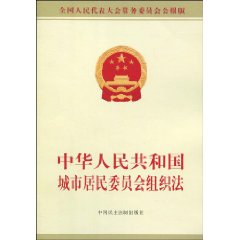 全国人民代表大会常务委员会公报版
中华人民共和国
城市居民委员会组织法
中国民主法制出版社